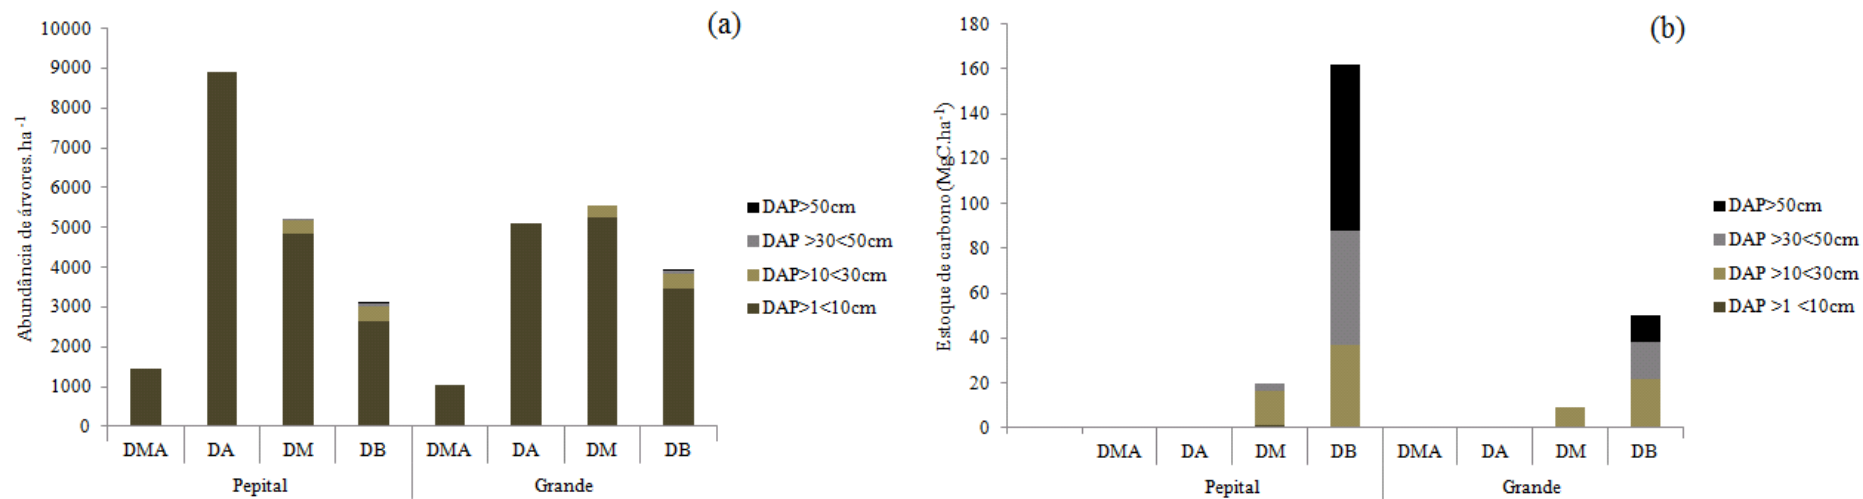 (a)
Abundância de árvores.ha⁻¹
10000
9000
8000
7000
6000
5000
4000
3000
2000
1000
0
DMA DA DM DB DMA DA DM DB
Pepital Grande
DAP>50cm
DAP >30<50cm
DAP>10<30cm
DAP>1<10cm
(b)
Estoque de carbono (MgC.ha⁻¹)
180
160
140
120
100
80
60
40
20
0
DMA DA DM DB DMA DA DM DB
Pepital Grande
DAP>50cm
DAP >30<50cm
DAP >10<30cm
DAP >1 <10cm